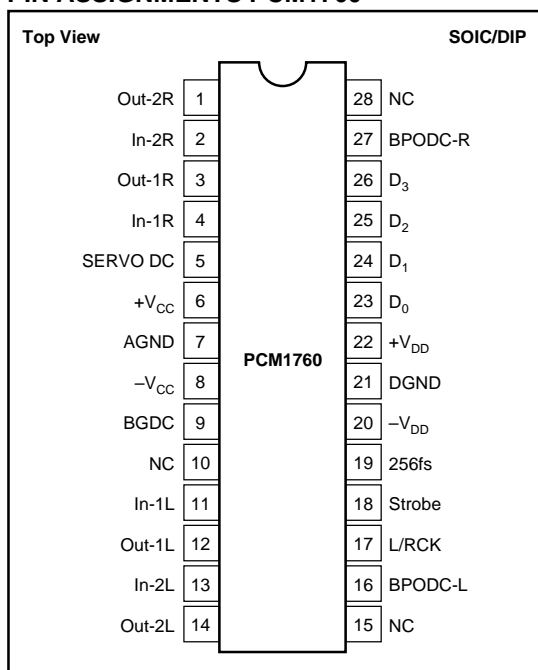 Top View SOIC/DIP
Out-2R 1 28 NC
In-2R 2 27 BPODC-R
Out-1R 3 26 D3
In-1R 4 25 D2
SERVO DC 5 24 D1
+VCC 6 23 D0
AGND 7 22 +VDD
PCM1760
–VCC 8 21 DGND
BGDC 9 20 –VDD
NC 10 19 256fs
In-1L 11 18 Strobe
Out-1L 12 17 L/RCK
In-2L 13 16 BPODC-L
Out-2L 14 15 NC